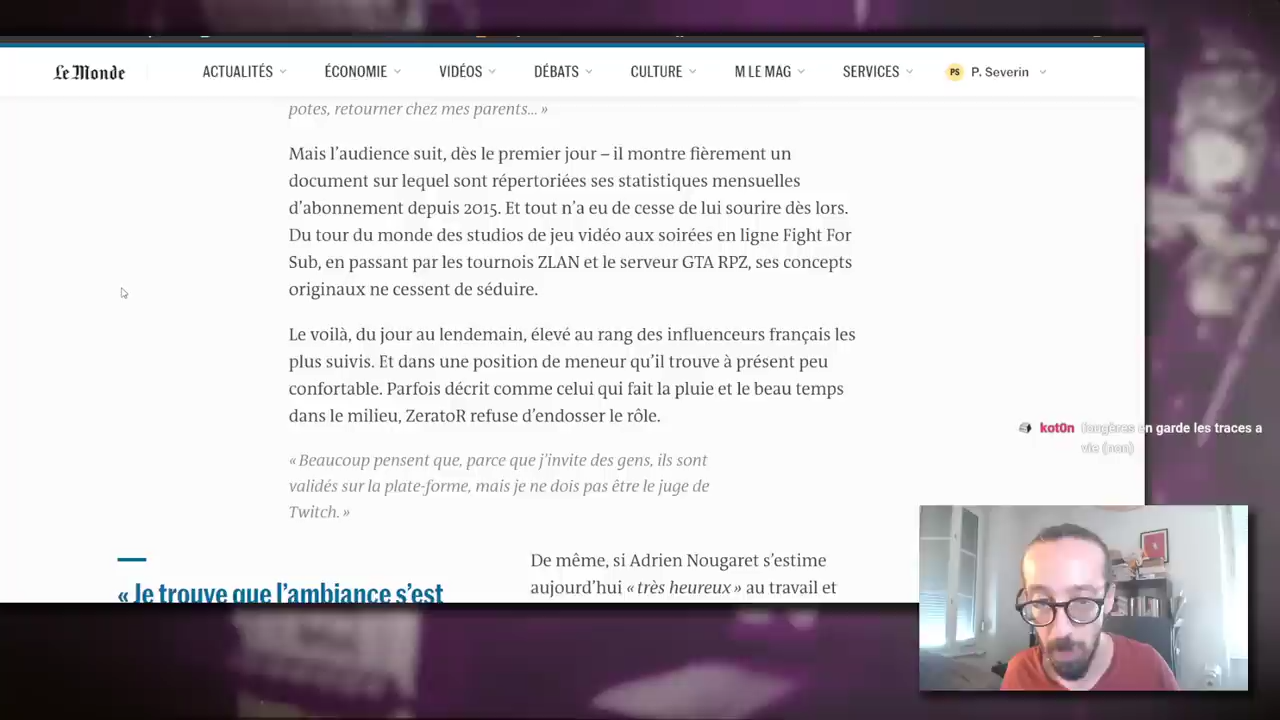 Le Monde
ACTUALITÉS
ÉCONOMIE
VIDÉOS
DÉBATS
CULTURE
M LE MAG
SERVICES
PS
P. Severin
potes, retourner chez mes parents… »
Mais l’audience suit, dès le premier jour – il montre fièrement un
document sur lequel sont répertoriées ses statistiques mensuelles
d’abonnement depuis 2015. Et tout n’a eu de cesse de lui sourire dès lors.
Du tour du monde des studios de jeu vidéo aux soirées en ligne Fight For
Sub, en passant par les tournois ZLAN et le serveur GTA RPZ, ses concepts
originaux ne cessent de séduire.
Le voilà, du jour au lendemain, élevé au rang des influenceurs français les
plus suivis. Et dans une position de meneur qu’il trouve à présent peu
confortable. Parfois décrit comme celui qui fait la pluie et le beau temps
dans le milieu, ZeratoR refuse d’endosser le rôle.
« Beaucoup pensent que, parce que j’invite des gens, ils sont
validés sur la plate-forme, mais je ne dois pas être le juge de
Twitch. »
« Je trouve que l’ambiance s’est
De même, si Adrien Nougaret s’estime
aujourd’hui « très heureux » au travail et
kot0n fougères en garde les traces a
vie (non)